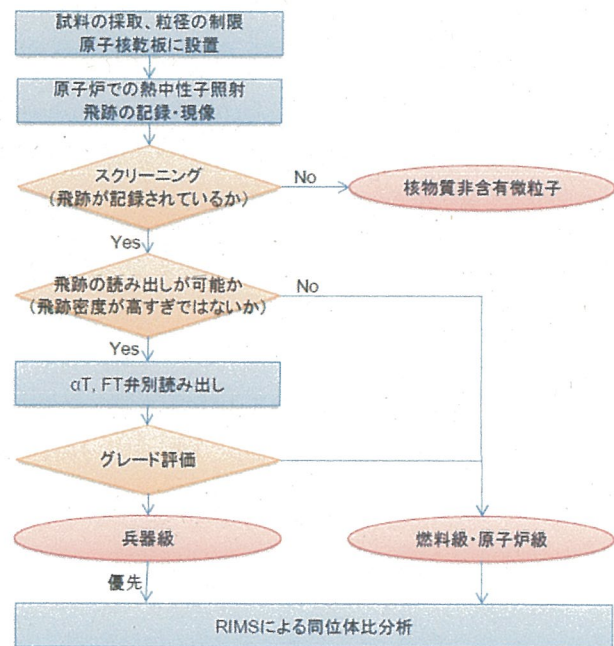 試料の採取、粒径の制限
原子核乾板に設置
原子炉での熱中性子照射
飛跡の記録・現像
スクリーニング
(飛跡が記録されているか)
No
核物質非含有微粒子
Yes
飛跡の読み出しが可能か
(飛跡密度が高すぎではないか)
No
Yes
αT, FT弁別読み出し
グレード評価
兵器級
燃料級・原子炉級
優先
RIMSによる同位体比分析